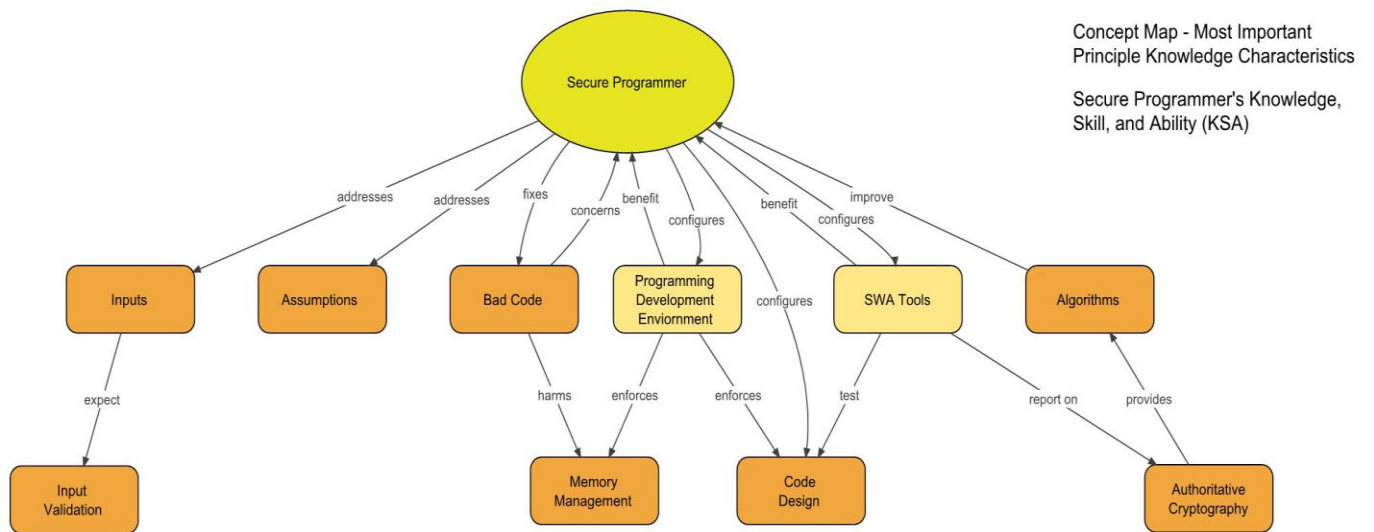 Concept Map - Most Important
Principle Knowledge Characteristics
Secure Programmer's Knowledge,
Skill, and Ability (KSA)
Secure Programmer
addresses
addresses
fixes
concerns
benefit
configures
configures
benefit
configures
improve
Inputs
Assumptions
Bad Code
Programming
Development
Enviornment
SWA Tools
Algorithms
expect
harms
enforces
enforces
test
report on
provides
Input
Validation
Memory
Management
Code
Design
Authoritative
Cryptography